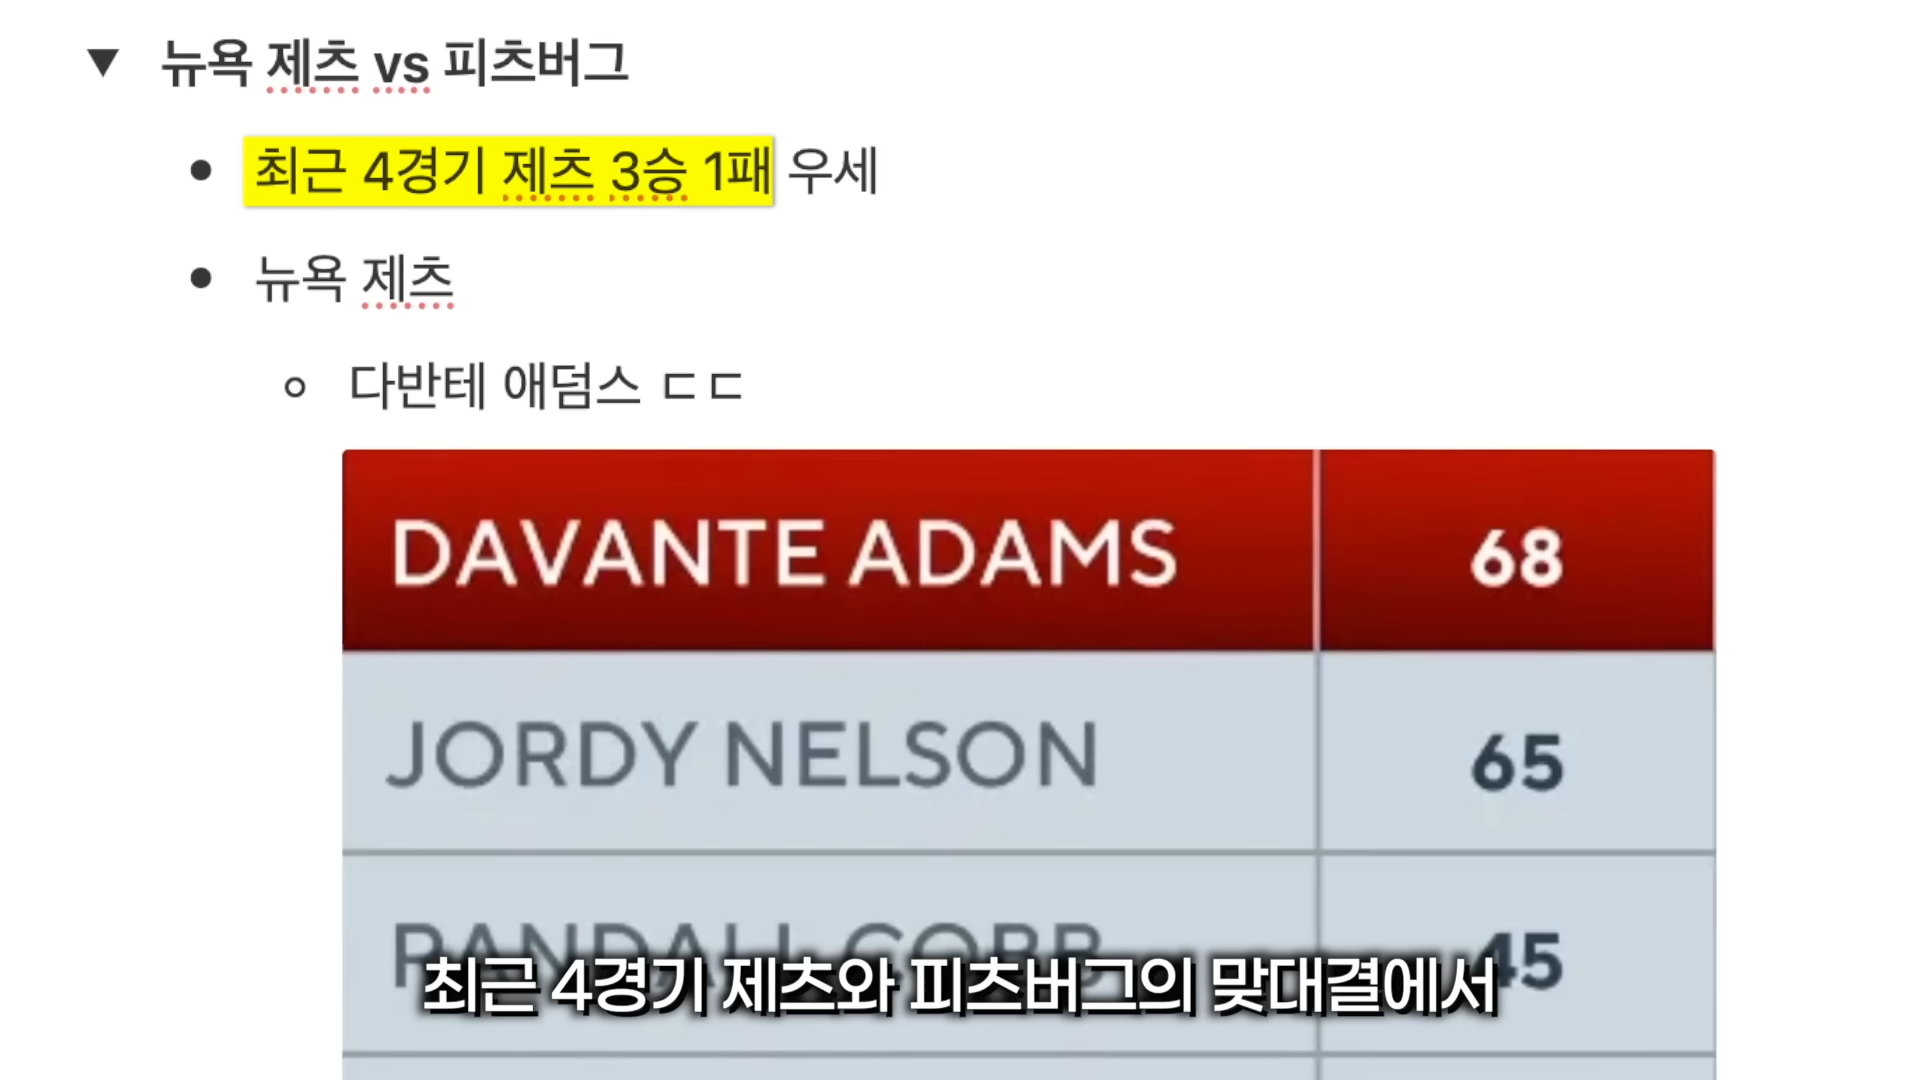 뉴욕 제츠 vs 피츠버그
최근 4경기 제츠 3승 1패 우세
뉴욕 제츠
다반테 애덤스 ㄷㄷ
DAVANTE ADAMS 68
JORDY NELSON 65
RANDALL COBB 45
최근 4경기 제츠와 피츠버그의 맞대결에서